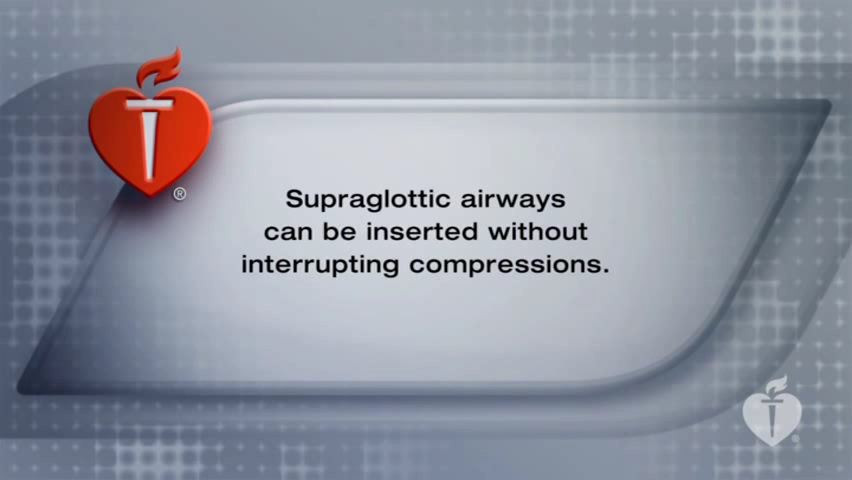 Supraglottic airways
can be inserted without
interrupting compressions.
®
®